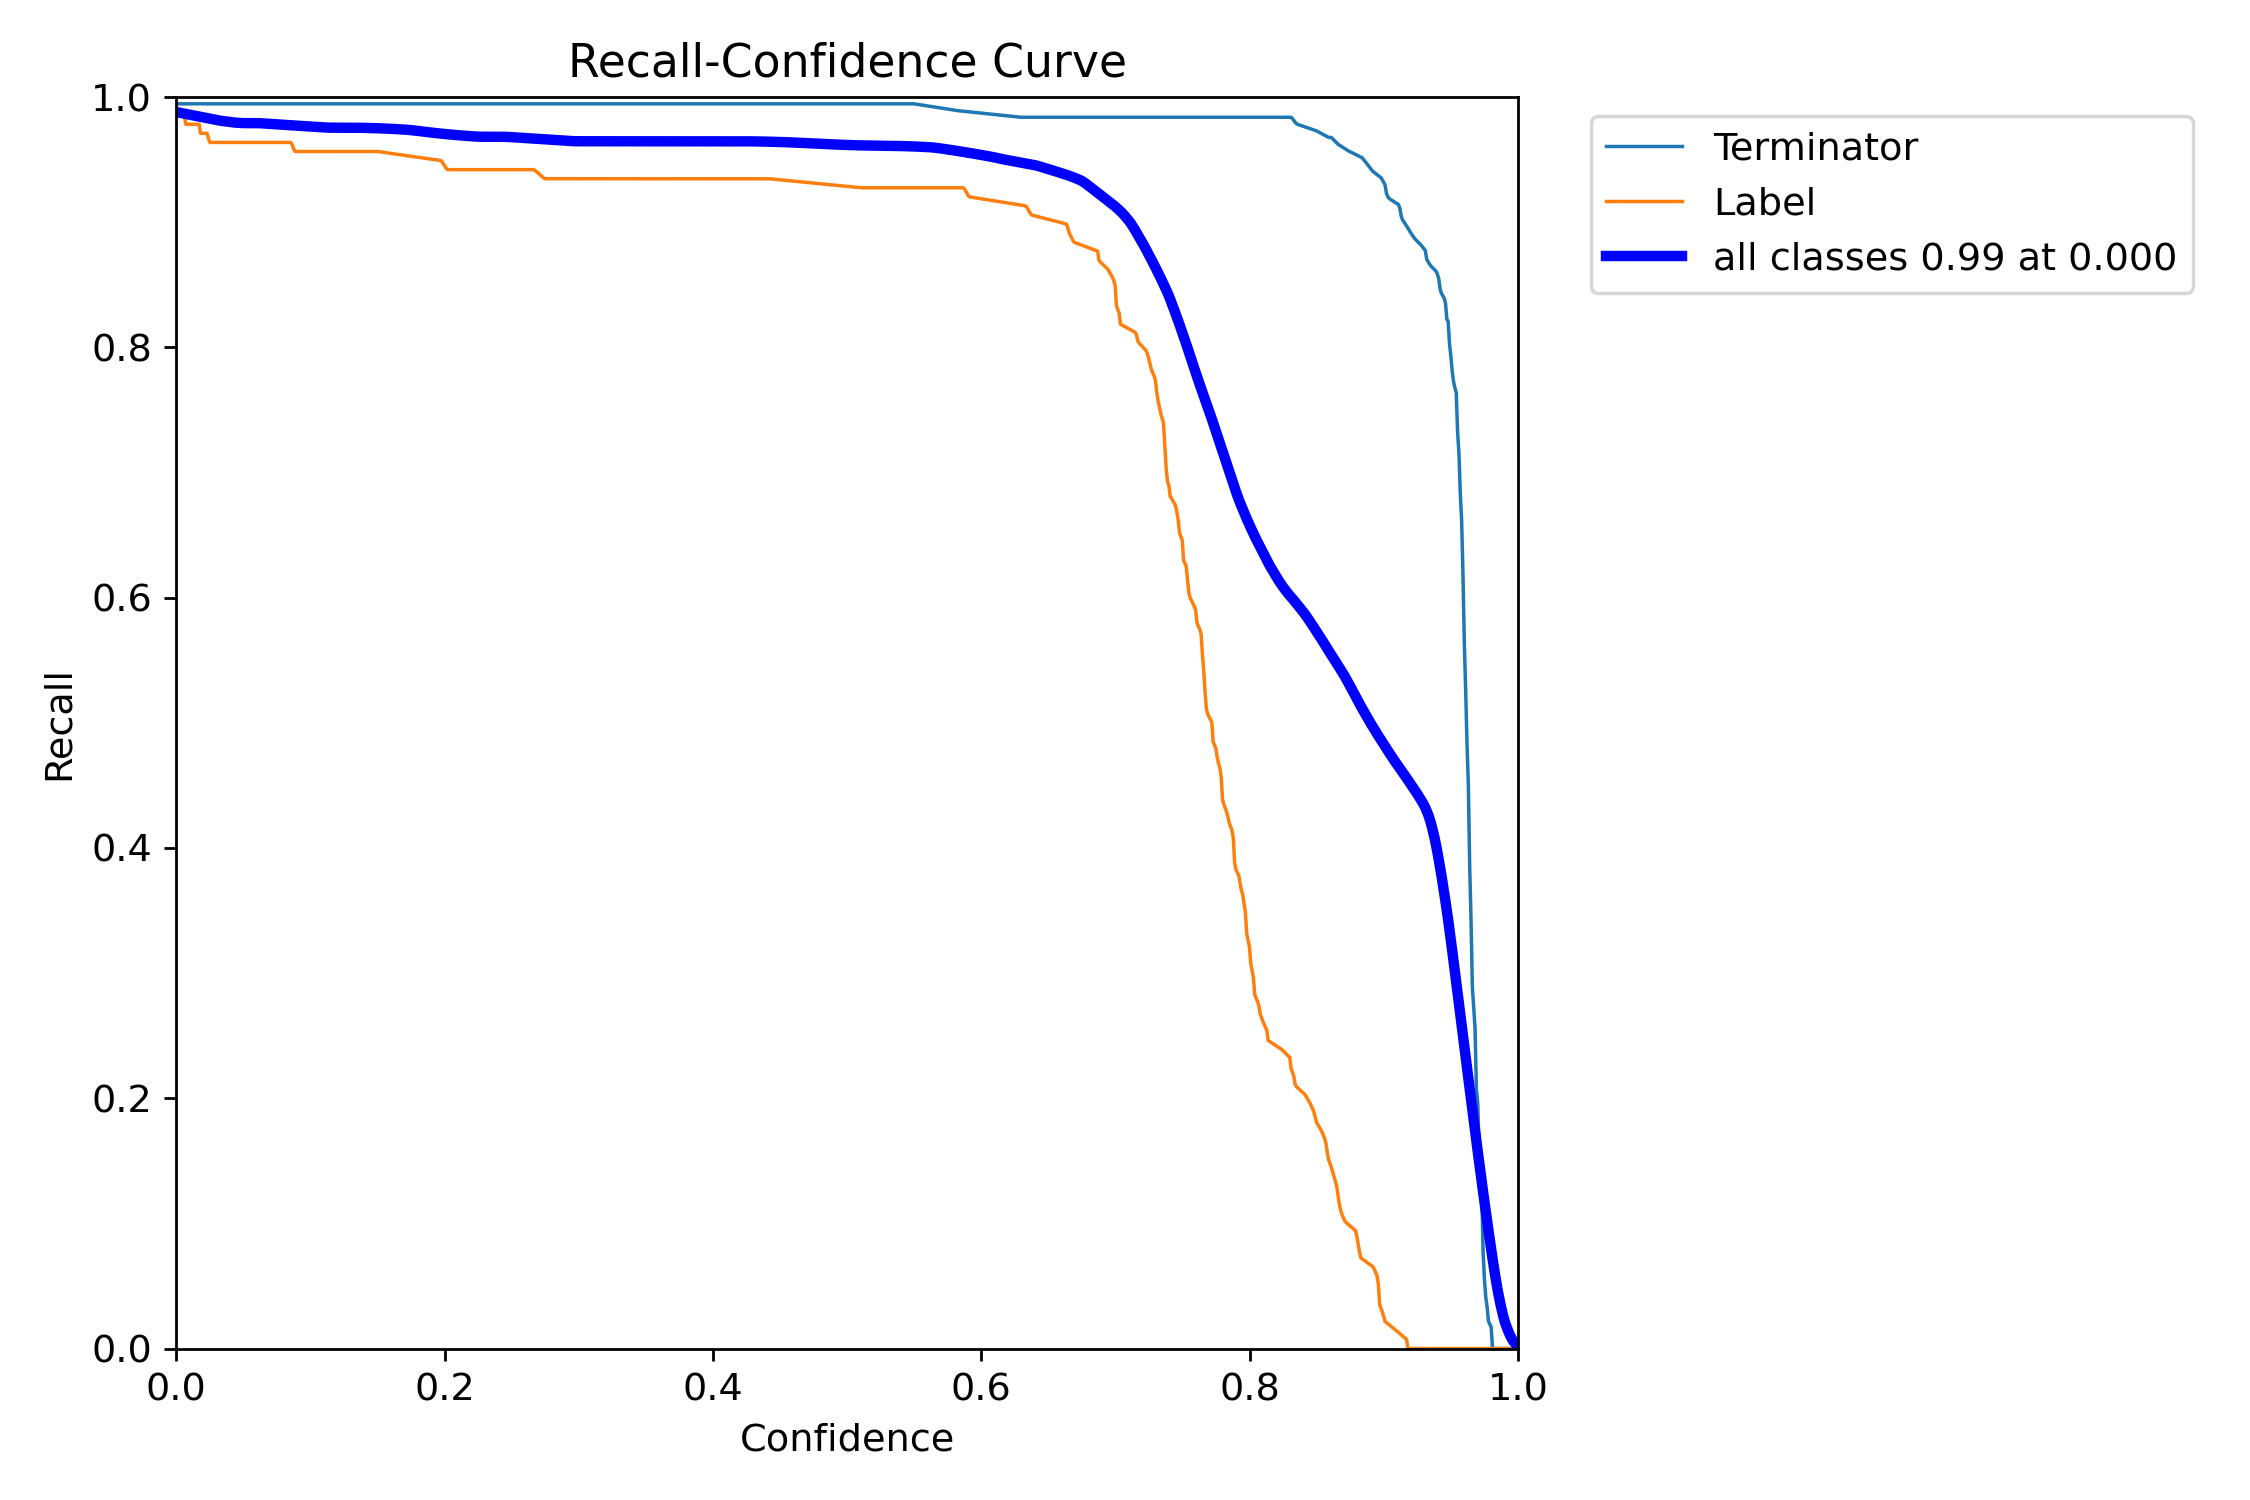 Recall-Confidence Curve
1.0
0.8
0.6
0.4
0.2
0.0
Recall
0.0 0.2 0.4 0.6 0.8 1.0
Confidence
Terminator
Label
all classes 0.99 at 0.000